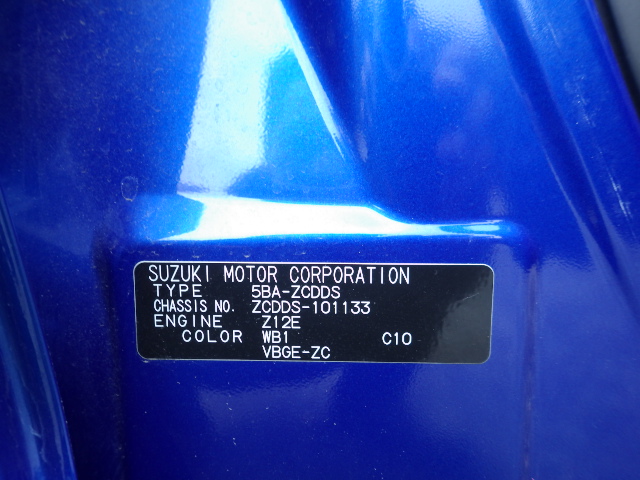 SUZUKI MOTOR CORPORATION
TYPE 5BA-ZCDDS
CHASSIS NO. ZCDDS-101133
ENGINE Z12E
COLOR WB1 C10
VBGE-ZC